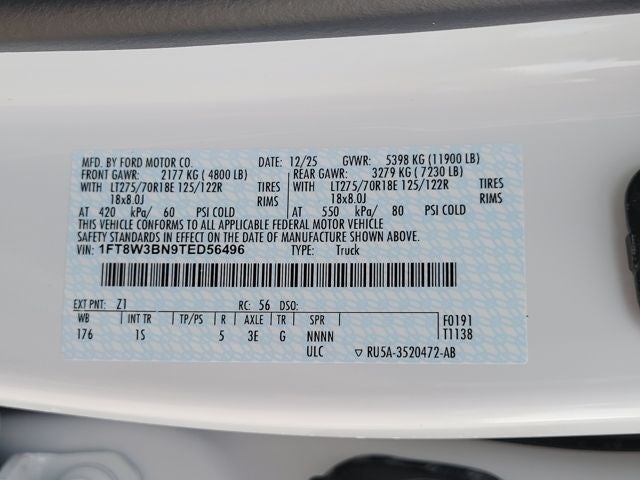 MFD. BY FORD MOTOR CO. DATE: 12/25 GVWR: 5398 KG (11900 LB)
FRONT GAWR: 2177 KG ( 4800 LB) REAR GAWR: 3279 KG ( 7230 LB)
WITH LT275/70R18E 125/122R TIRES WITH LT275/70R18E 125/122R TIRES
18x8.0J RIMS 18x8.0J RIMS
AT 420 kPa/ 60 PSI COLD AT 550 kPa/ 80 PSI COLD
THIS VEHICLE CONFORMS TO ALL APPLICABLE FEDERAL MOTOR VEHICLE
SAFETY STANDARDS IN EFFECT ON THE DATE OF MANUFACTURE SHOWN ABOVE.
VIN: 1FT8W3BN9TED56496 TYPE: Truck
EXT PNT: Z1 RC: 56 DSO:
WB INT TR TP/PS R AXLE TR SPR F0191
176 1S 5 3E G NNNN T1138
ULC ▽ RU5A-3520472-AB